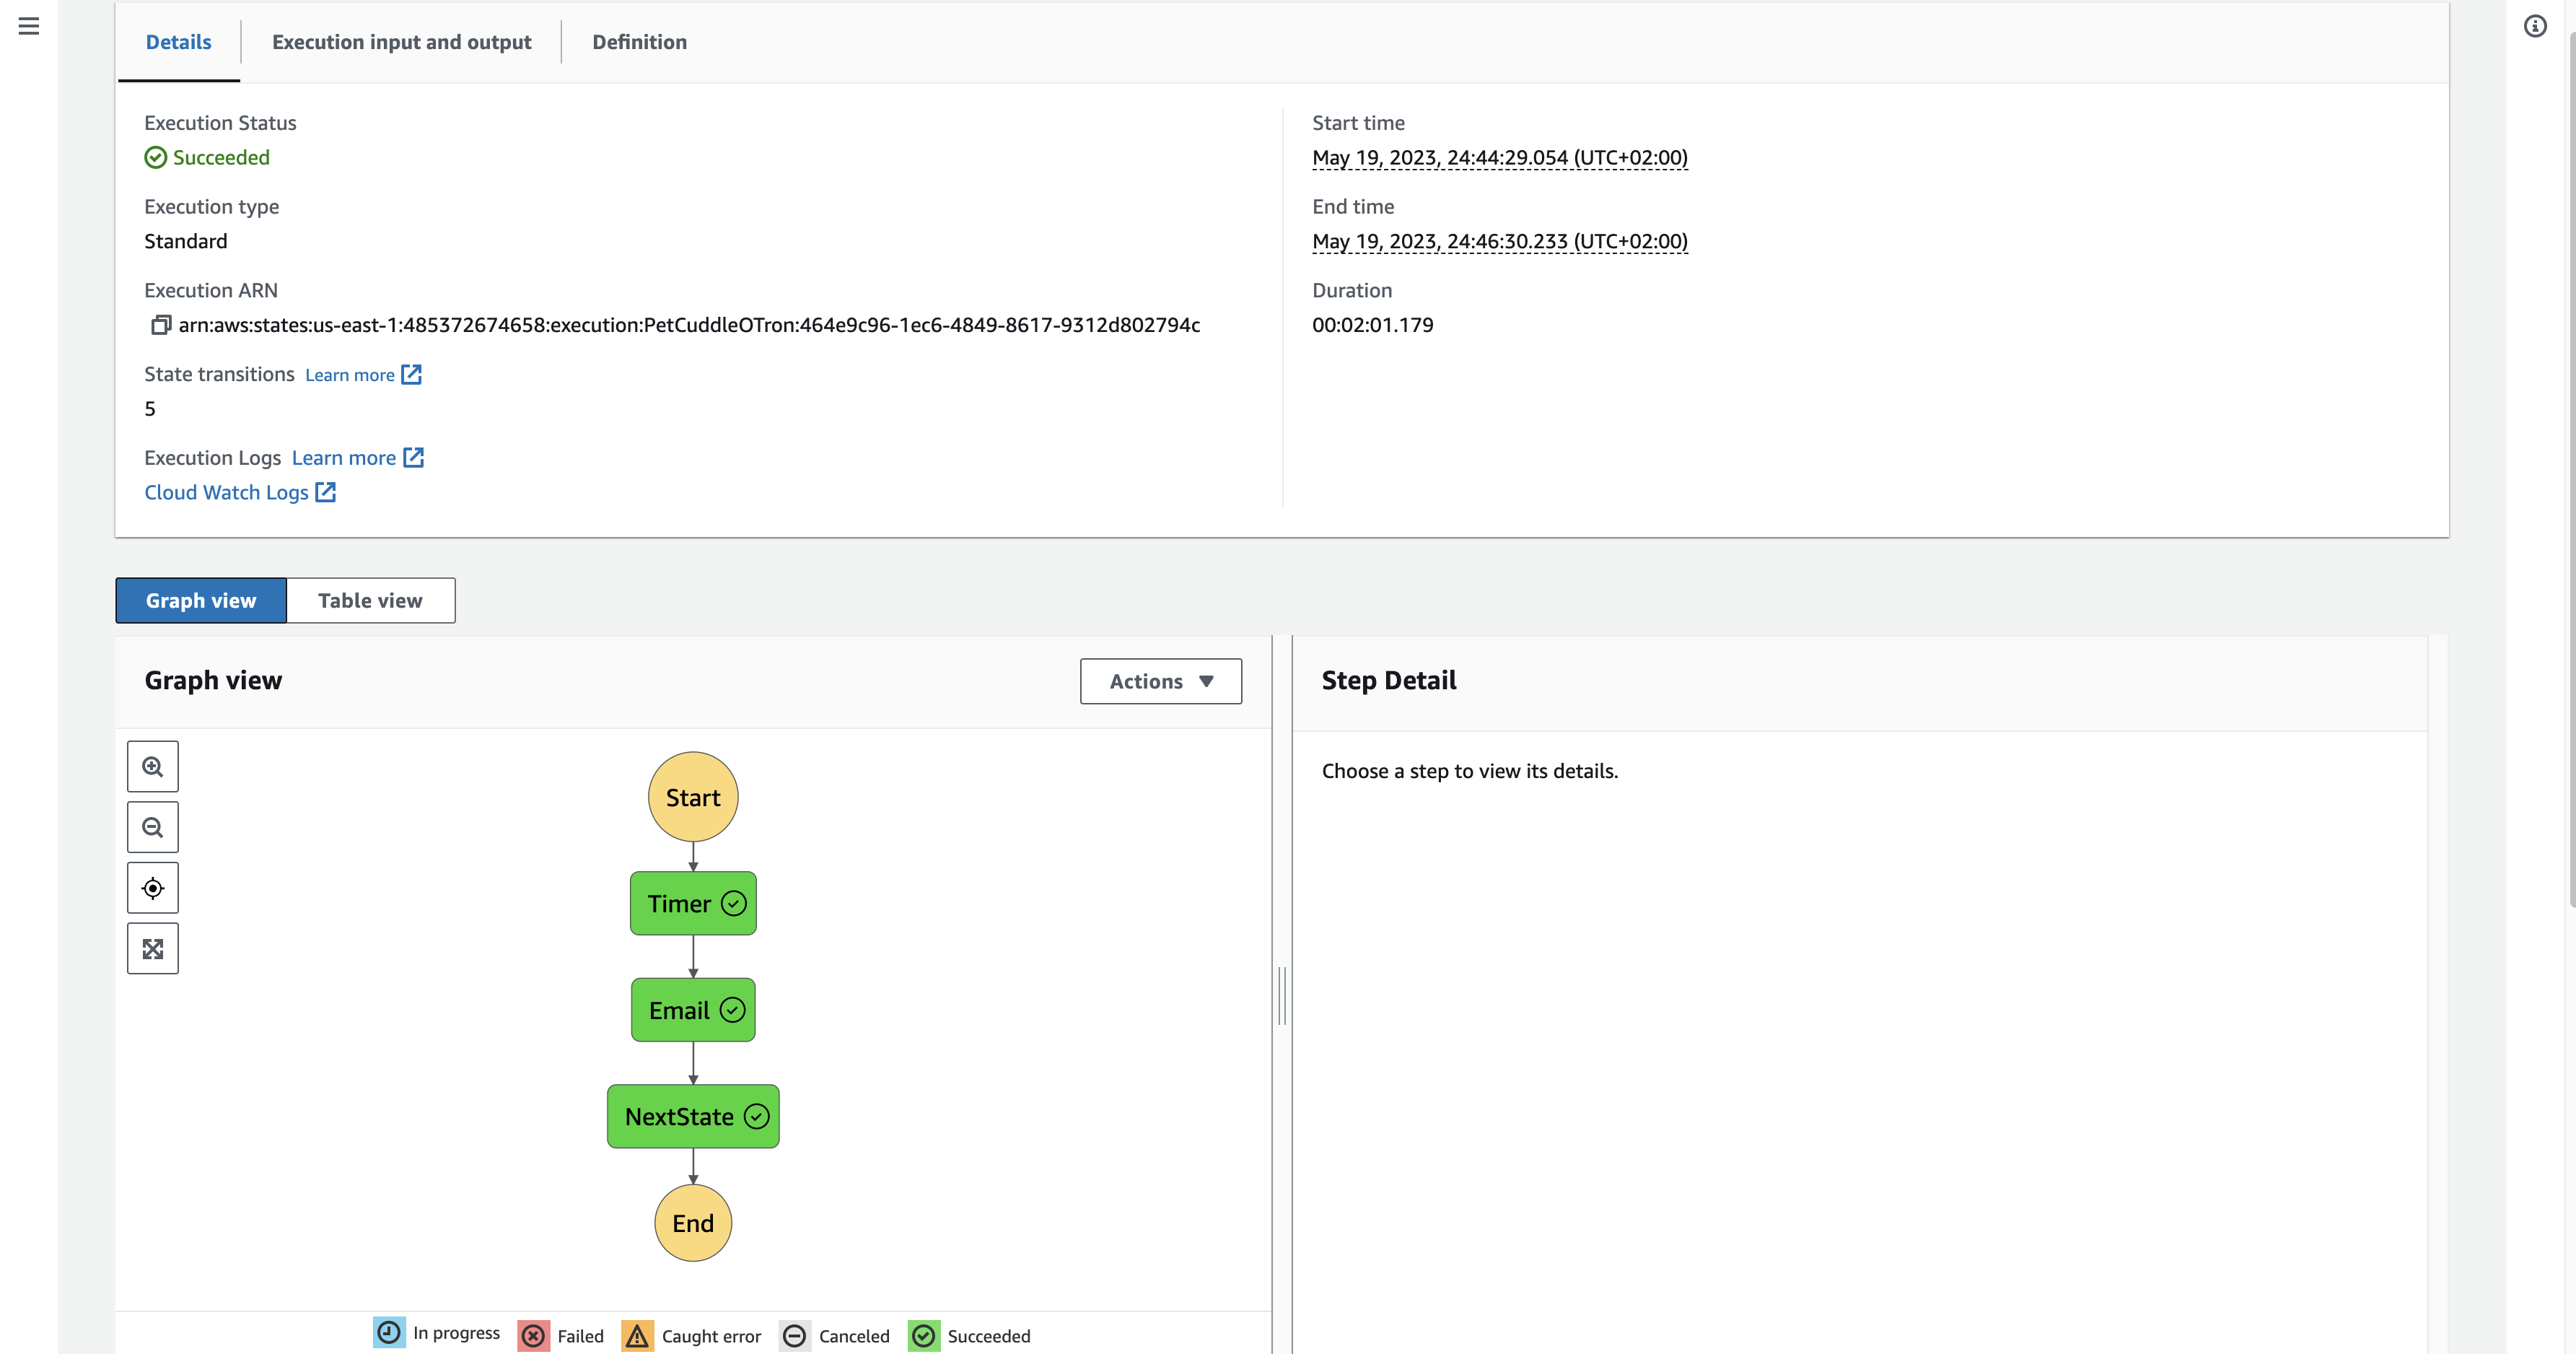 Details
Execution input and output
Definition
Execution Status
Succeeded
Execution type
Standard
Execution ARN
arn:aws:states:us-east-1:485372674658:execution:PetCuddleOTron:464e9c96-1ec6-4849-8617-9312d802794c
State transitions Learn more
5
Execution Logs Learn more
Cloud Watch Logs
Start time
May 19, 2023, 24:44:29.054 (UTC+02:00)
End time
May 19, 2023, 24:46:30.233 (UTC+02:00)
Duration
00:02:01.179
Graph view
Table view
Graph view
Actions
Start
Timer
Email
NextState
End
In progress
Failed
Caught error
Canceled
Succeeded
Step Detail
Choose a step to view its details.